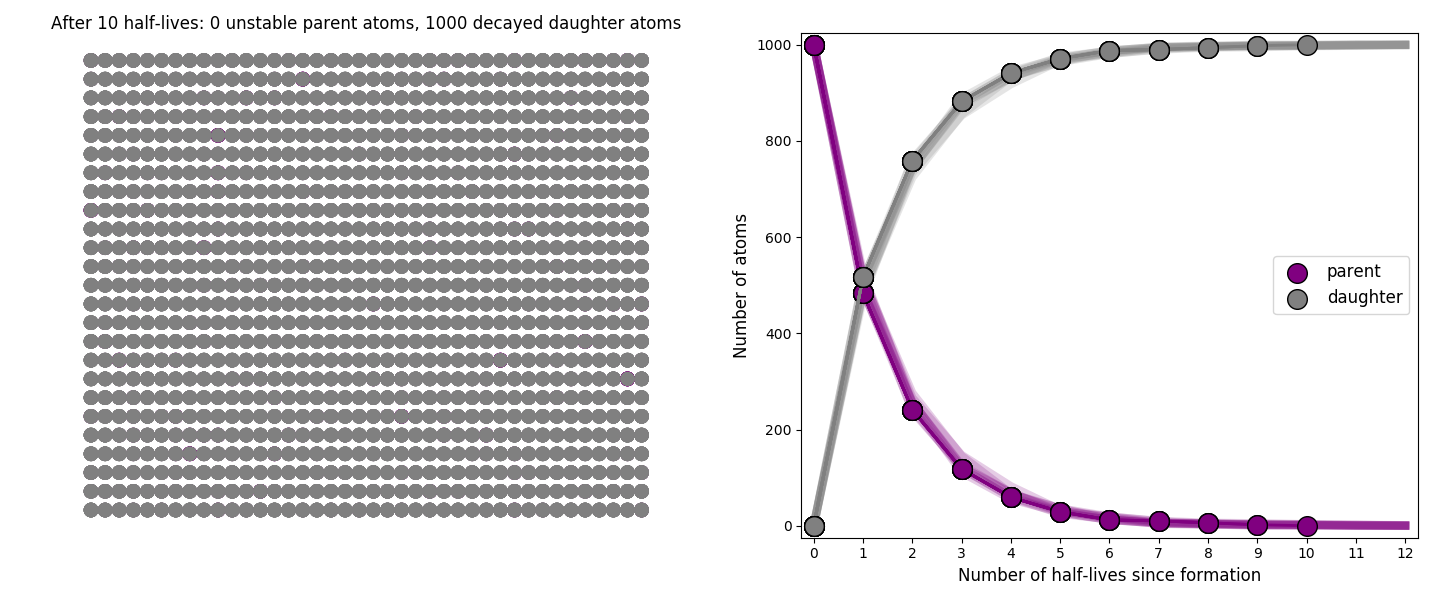 After 10 half-lives: 0 unstable parent atoms, 1000 decayed daughter atoms
1000
800
600
400
200
0
Number of atoms
parent
daughter
0 1 2 3 4 5 6 7 8 9 10 11 12
Number of half-lives since formation